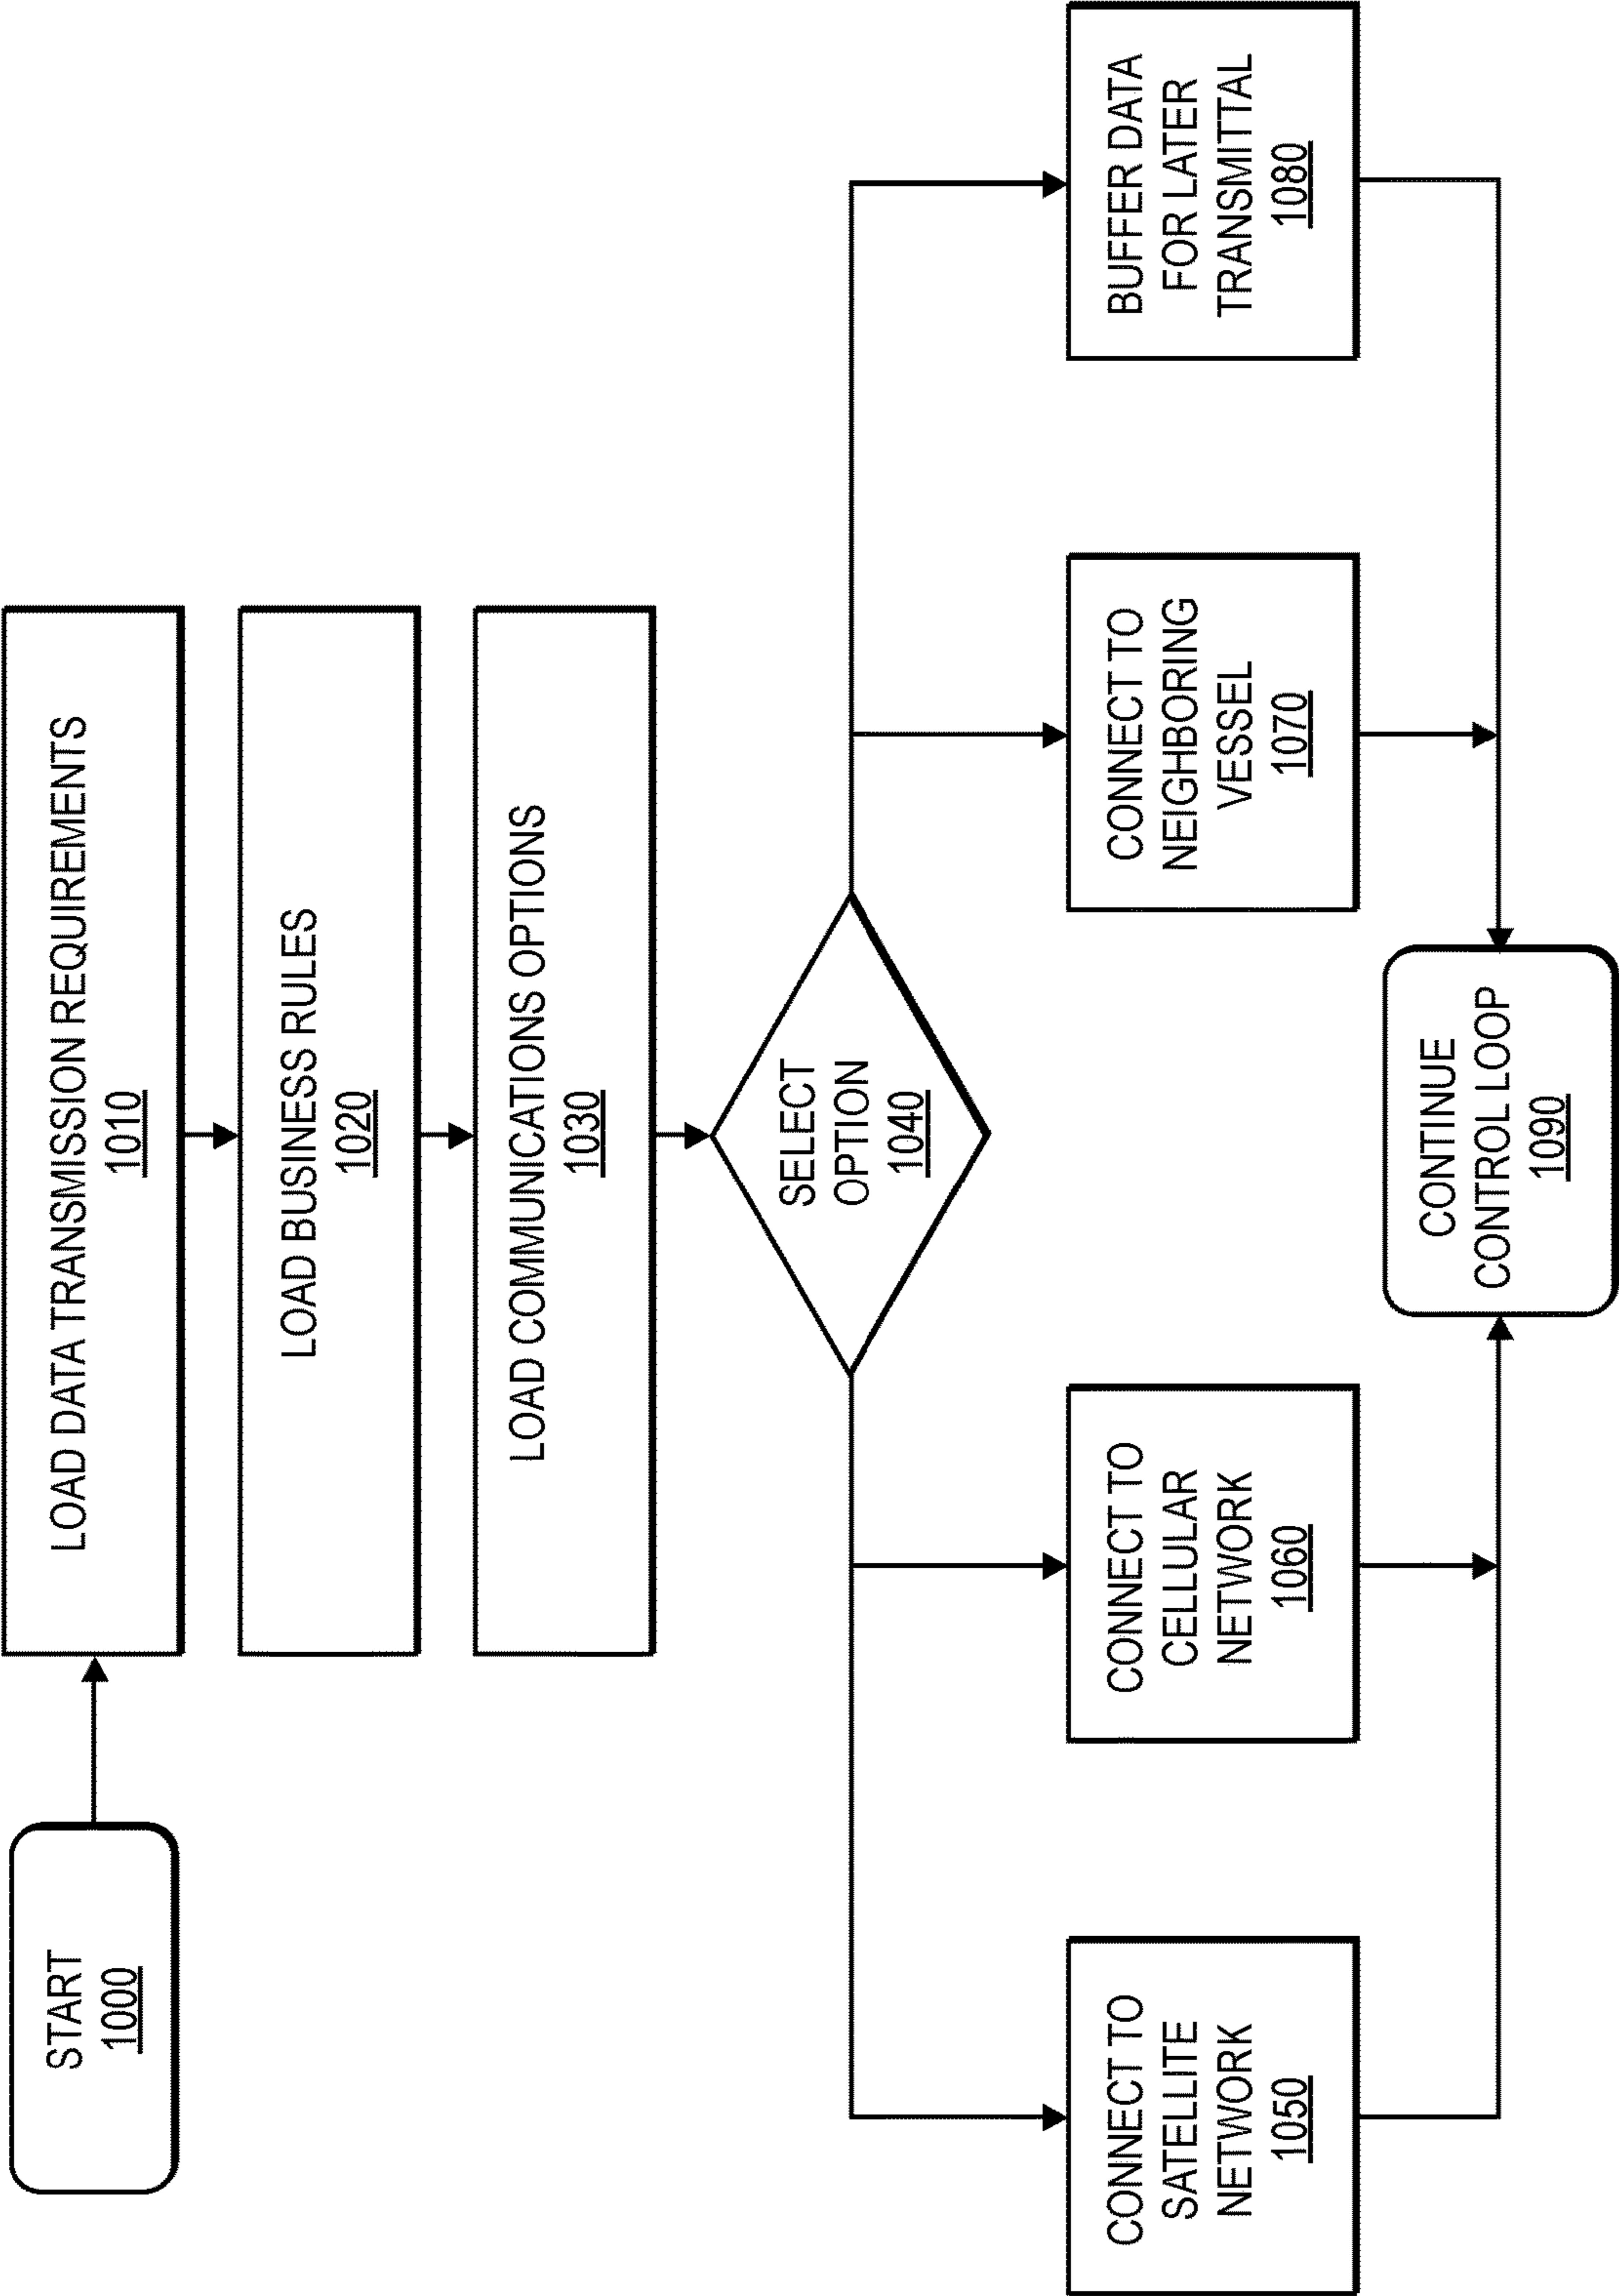 START
1000
LOAD DATA TRANSMISSION REQUIREMENTS
1010
LOAD BUSINESS RULES
1020
LOAD COMMUNICATIONS OPTIONS
1030
SELECT
OPTION
1040
CONNECT TO
SATELLITE
NETWORK
1050
CONNECT TO
CELLULAR
NETWORK
1060
CONNECT TO
NEIGHBORING
VESSEL
1070
BUFFER DATA
FOR LATER
TRANSMITTAL
1080
CONTINUE
CONTROL LOOP
1090